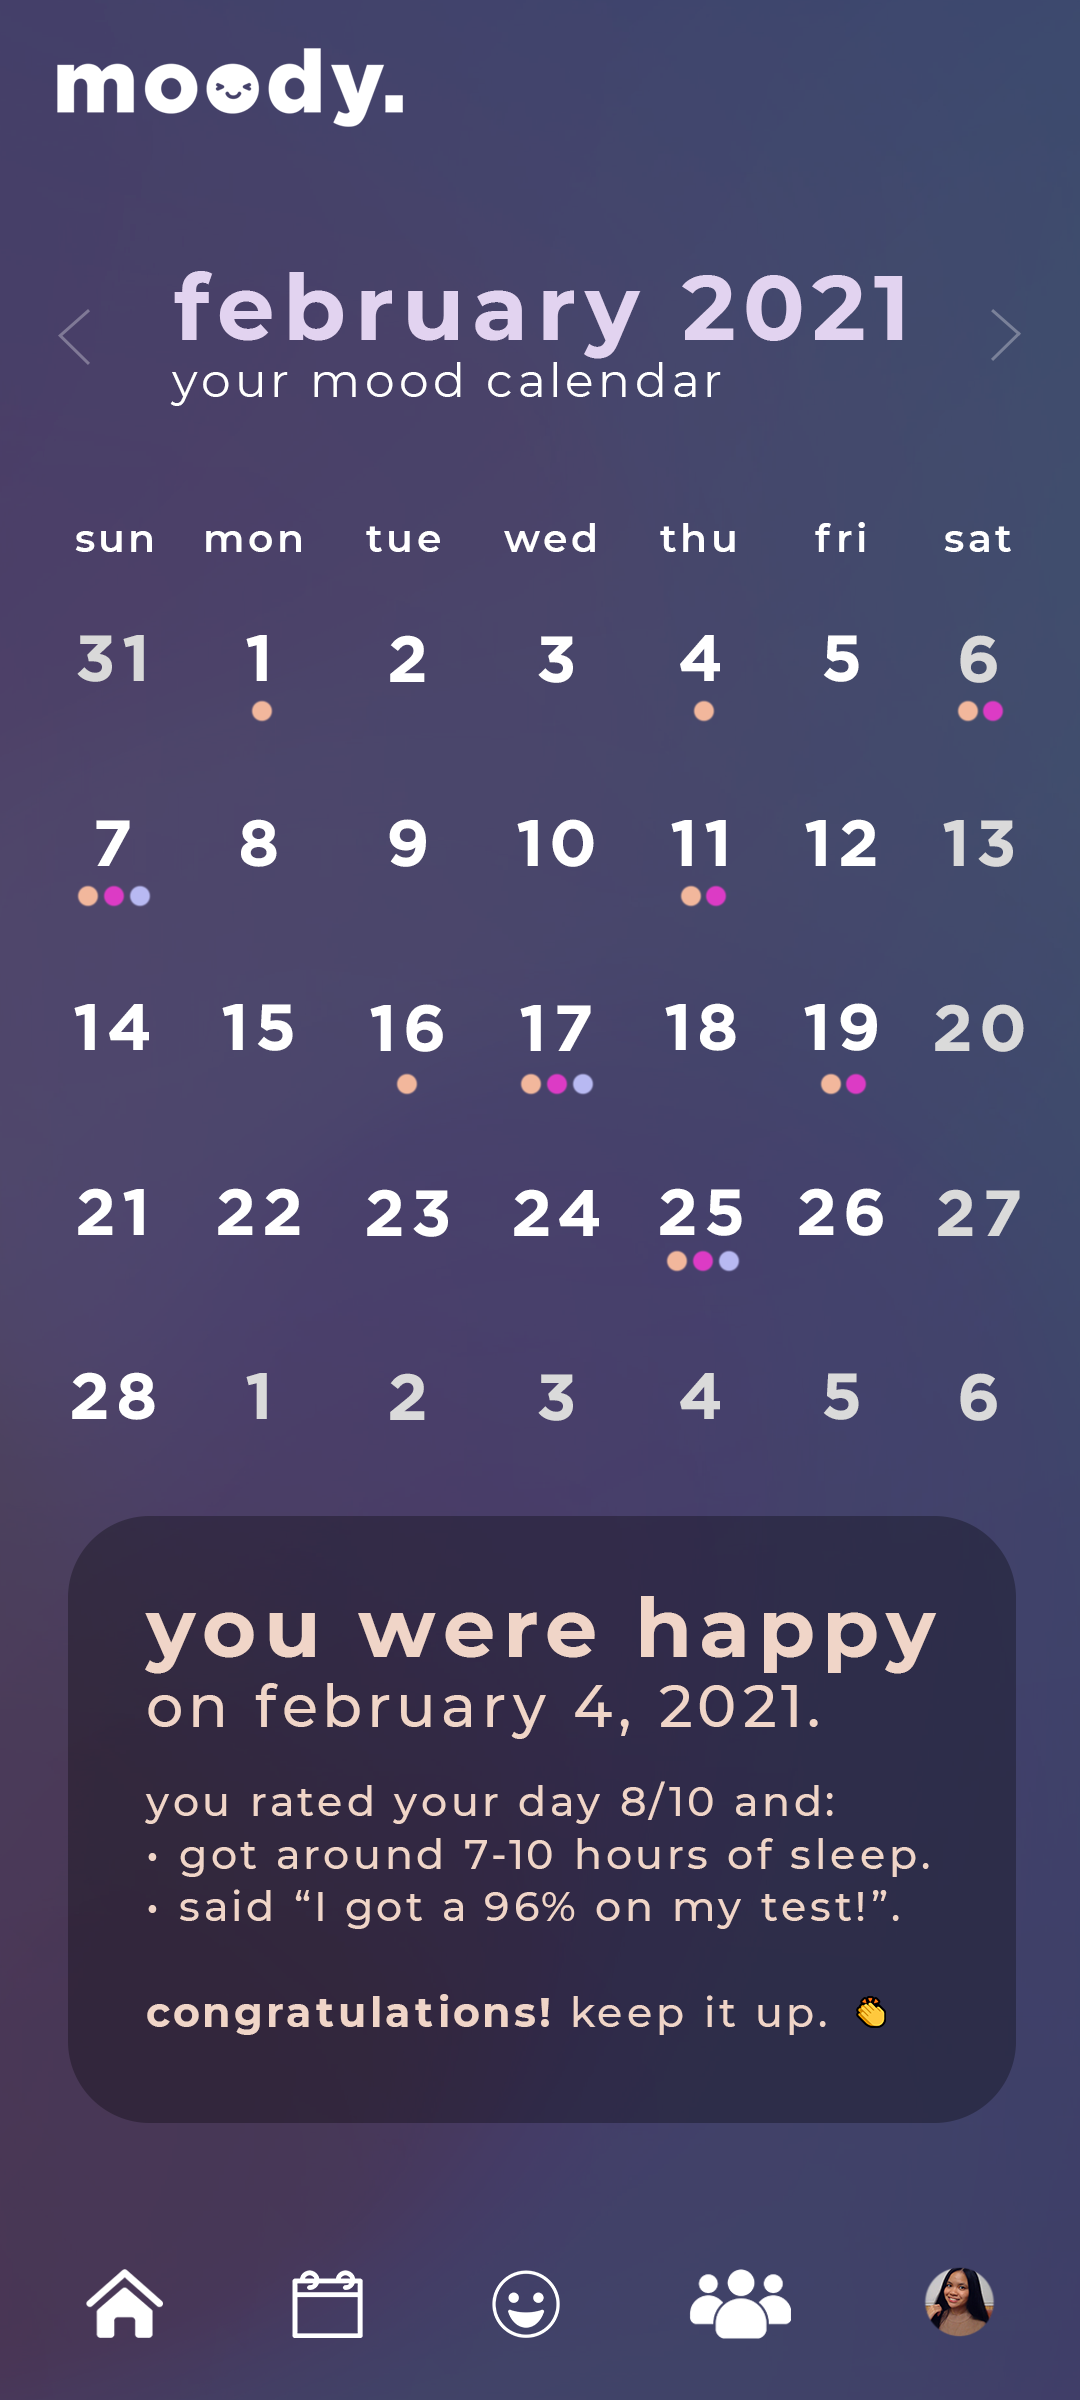 moody.
february 2021
your mood calendar
sun mon tue wed thu fri sat
31 1 2 3 4 5 6
7 8 9 10 11 12 13
14 15 16 17 18 19 20
21 22 23 24 25 26 27
28 1 2 3 4 5 6
you were happy
on february 4, 2021.
you rated your day 8/10 and:
• got around 7-10 hours of sleep.
• said “I got a 96% on my test!”.
congratulations! keep it up. 👏